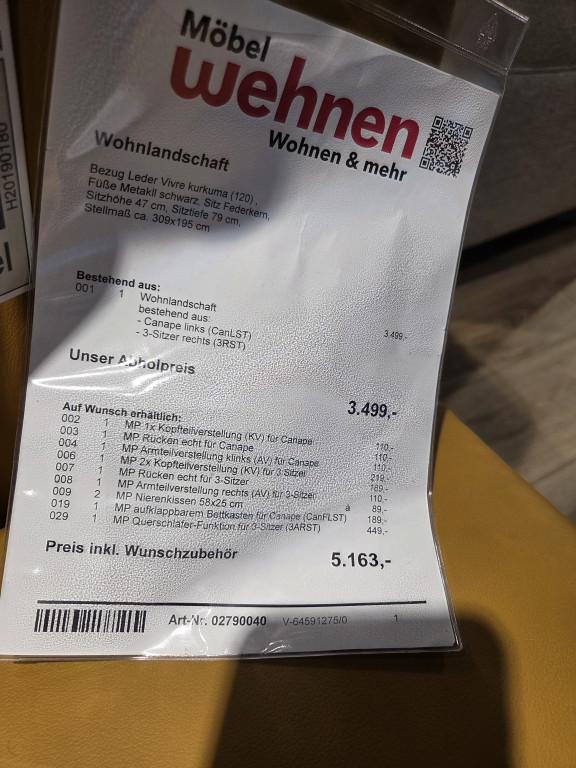 Möbel
wehnen
Wohnen & mehr
Wohnlandschaft
Bezug Leder Vivre kurkuma (120) ,
Füße Metakll schwarz, Sitz Federkern,
Sitzhöhe 47 cm, Sitztiefe 79 cm,
Stellmaß ca. 309x195 cm
Bestehend aus:
001 1 Wohnlandschaft
bestehend aus:
- Canape links (CanLST)
- 3-Sitzer rechts (3RST) 3.499,-
Unser Abholpreis 3.499,-
Auf Wunsch erhältlich:
002 1 MP 1x Kopfteilverstellung (KV) für Canape 110,-
003 1 MP Rücken echt für Canape 110,-
004 1 MP Armteilverstellung klinks (AV) für Canape 110,-
006 1 MP 2x Kopfteilverstellung (KV) für 3 Sitzer 219,-
007 1 MP Rücken echt für 3-Sitzer 189,-
008 1 MP Armteilverstellung rechts (AV) für 3-Sitzer 110,-
009 2 MP Nierenkissen 58x25 cm à 89,-
019 1 MP aufklappbarem Bettkasten für Canape (CanFLST) 189,-
029 1 MP Querschläfer-Funktion für 3-Sitzer (3ARST) 449,-
Preis inkl. Wunschzubehör 5.163,-
Art-Nr. 02790040 V-64591275/0 1
H20190180